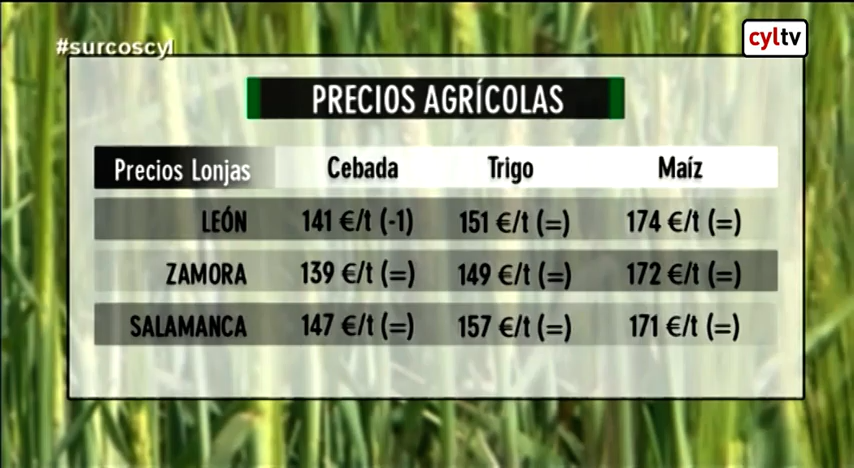 #surcoscyl
cyltv
PRECIOS AGRÍCOLAS
Precios Lonjas Cebada Trigo Maíz
LEÓN 141 €/t (-1) 151 €/t (=) 174 €/t (=)
ZAMORA 139 €/t (=) 149 €/t (=) 172 €/t (=)
SALAMANCA 147 €/t (=) 157 €/t (=) 171 €/t (=)